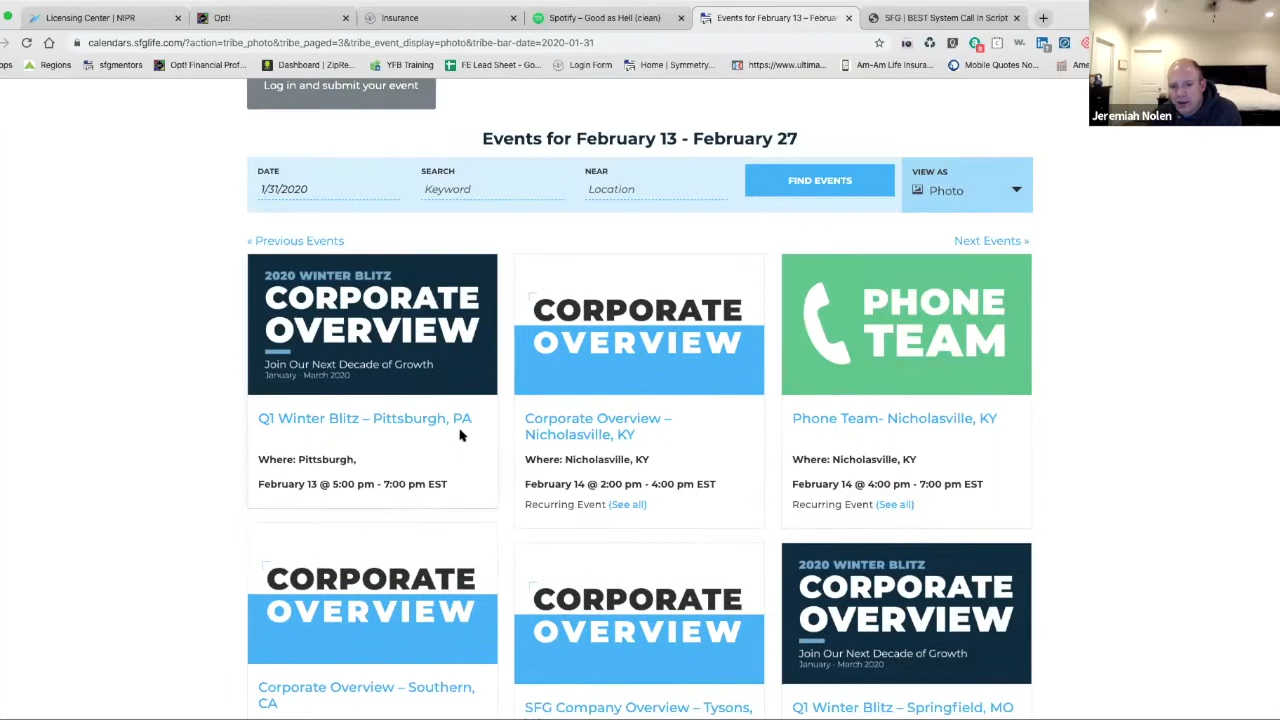 Licensing Center | NIPR
Opt!
Insurance
Spotify – Good as Hell (clean)
Events for February 13 – Februar
SFG | BEST System Call in Script
calendars.sfglife.com/?action=tribe_photo&tribe_paged=3&tribe_event_display=photo&tribe-bar-date=2020-01-31
Regions
sfgmentors
Opt! Financial Prof...
Dashboard | ZipRe...
YFB Training
FE Lead Sheet - Go...
Login Form
Home | Symmetry...
https://www.ultima...
Am-Am Life Insura...
Mobile Quotes No...
Jeremiah Nolen
Log in and submit your event
Events for February 13 - February 27
DATE
SEARCH
NEAR
FIND EVENTS
VIEW AS
1/31/2020
Keyword
Location
Photo
« Previous Events
Next Events »
2020 WINTER BLITZ
CORPORATE
OVERVIEW
Join Our Next Decade of Growth
January - March 2020
Q1 Winter Blitz – Pittsburgh, PA
Where: Pittsburgh,
February 13 @ 5:00 pm - 7:00 pm EST
CORPORATE
OVERVIEW
Corporate Overview –
Nicholasville, KY
Where: Nicholasville, KY
February 14 @ 2:00 pm - 4:00 pm EST
Recurring Event (See all)
PHONE
TEAM
Phone Team- Nicholasville, KY
Where: Nicholasville, KY
February 14 @ 4:00 pm - 7:00 pm EST
Recurring Event (See all)
CORPORATE
OVERVIEW
Corporate Overview – Southern,
CA
CORPORATE
OVERVIEW
SFG Company Overview – Tysons,
2020 WINTER BLITZ
CORPORATE
OVERVIEW
Join Our Next Decade of Growth
January - March 2020
Q1 Winter Blitz – Springfield, MO